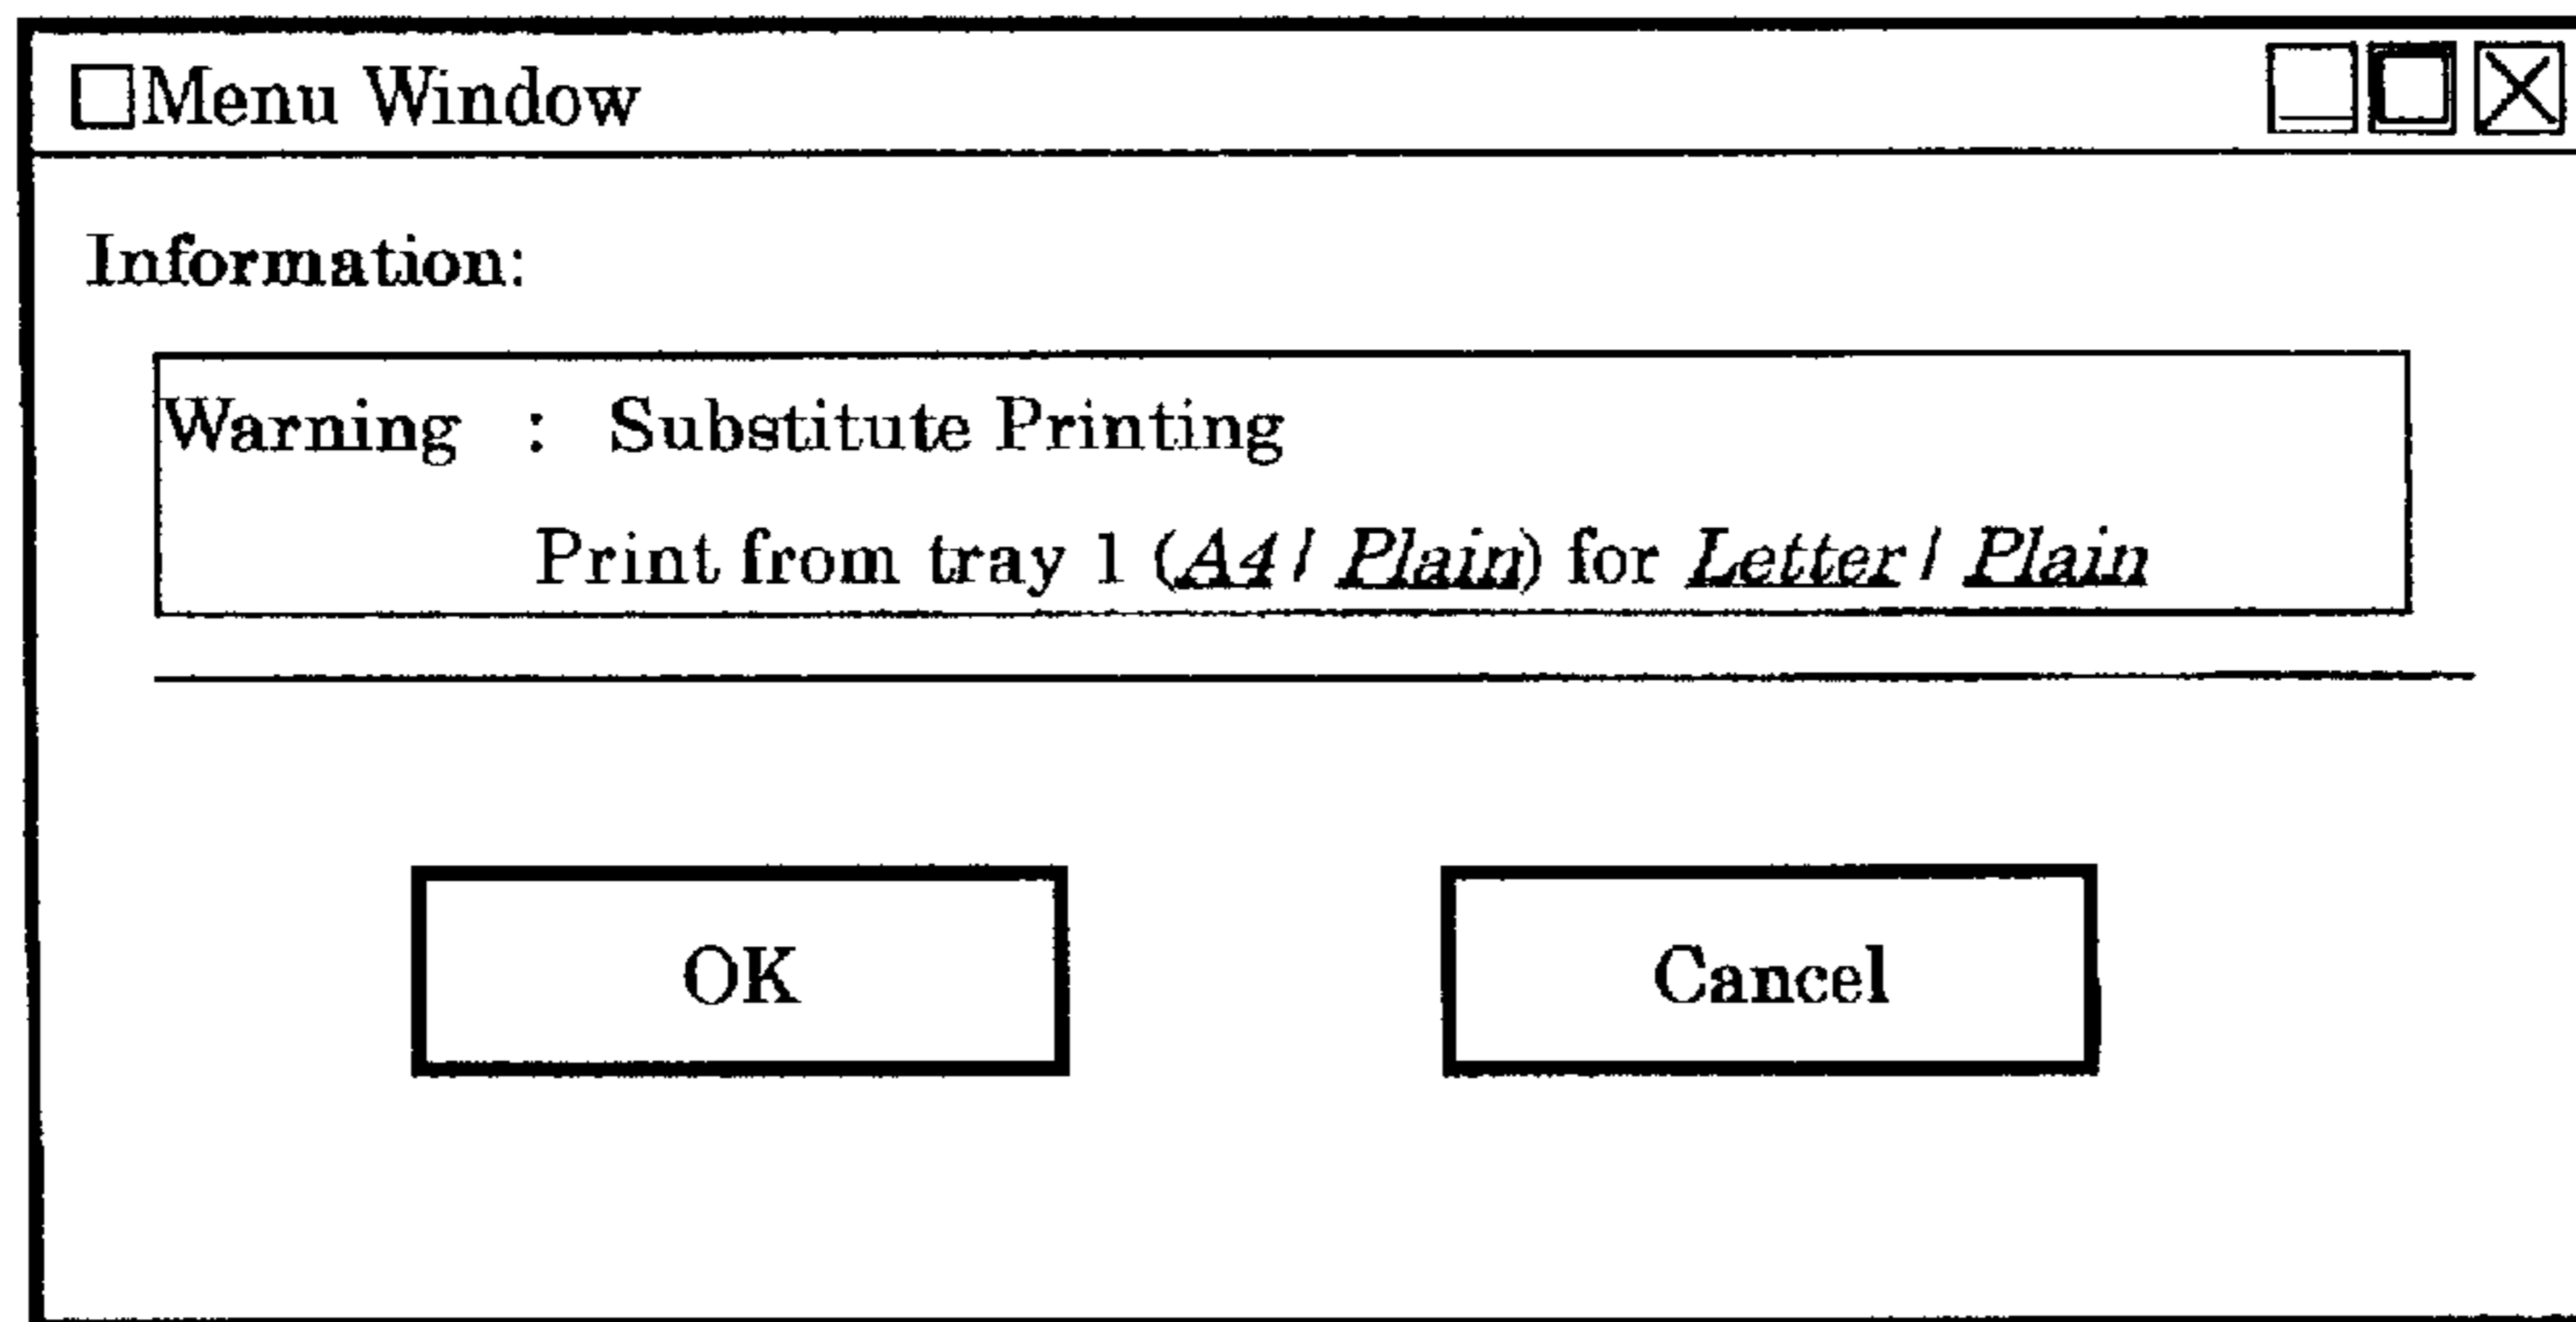 Menu Window
Information:
Warning : Substitute Printing
Print from tray 1 (A4 / Plain) for Letter / Plain
OK Cancel